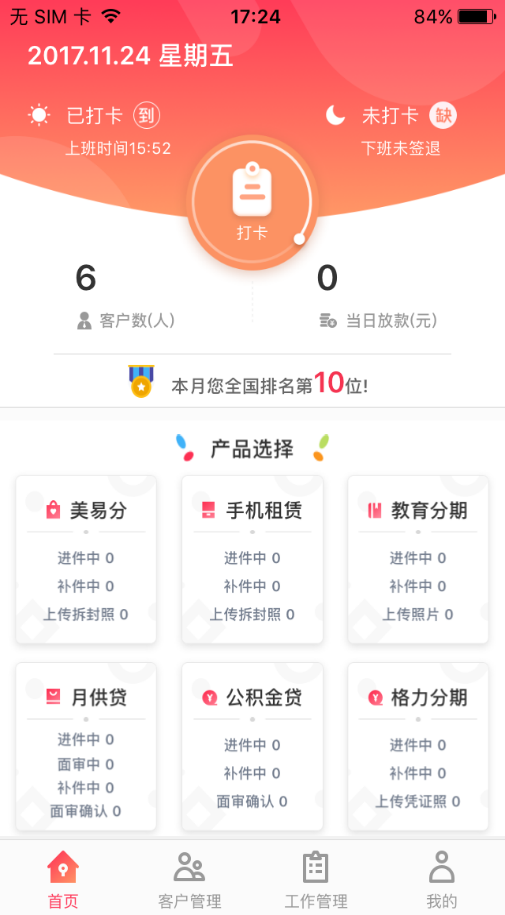 无 SIM 卡 17:24 84%
2017.11.24 星期五
已打卡 到 未打卡 缺
上班时间15:52 下班未签退
打卡
6 0
客户数(人) 当日放款(元)
本月您全国排名第10位!
产品选择
美易分 手机租赁 教育分期
进件中 0 进件中 0 进件中 0
补件中 0 补件中 0 补件中 0
上传拆封照 0 上传拆封照 0 上传照片 0
月供贷 公积金贷 格力分期
进件中 0 进件中 0 进件中 0
面审中 0
补件中 0 补件中 0 补件中 0
面审确认 0 面审确认 0 上传凭证照 0
首页 客户管理 工作管理 我的